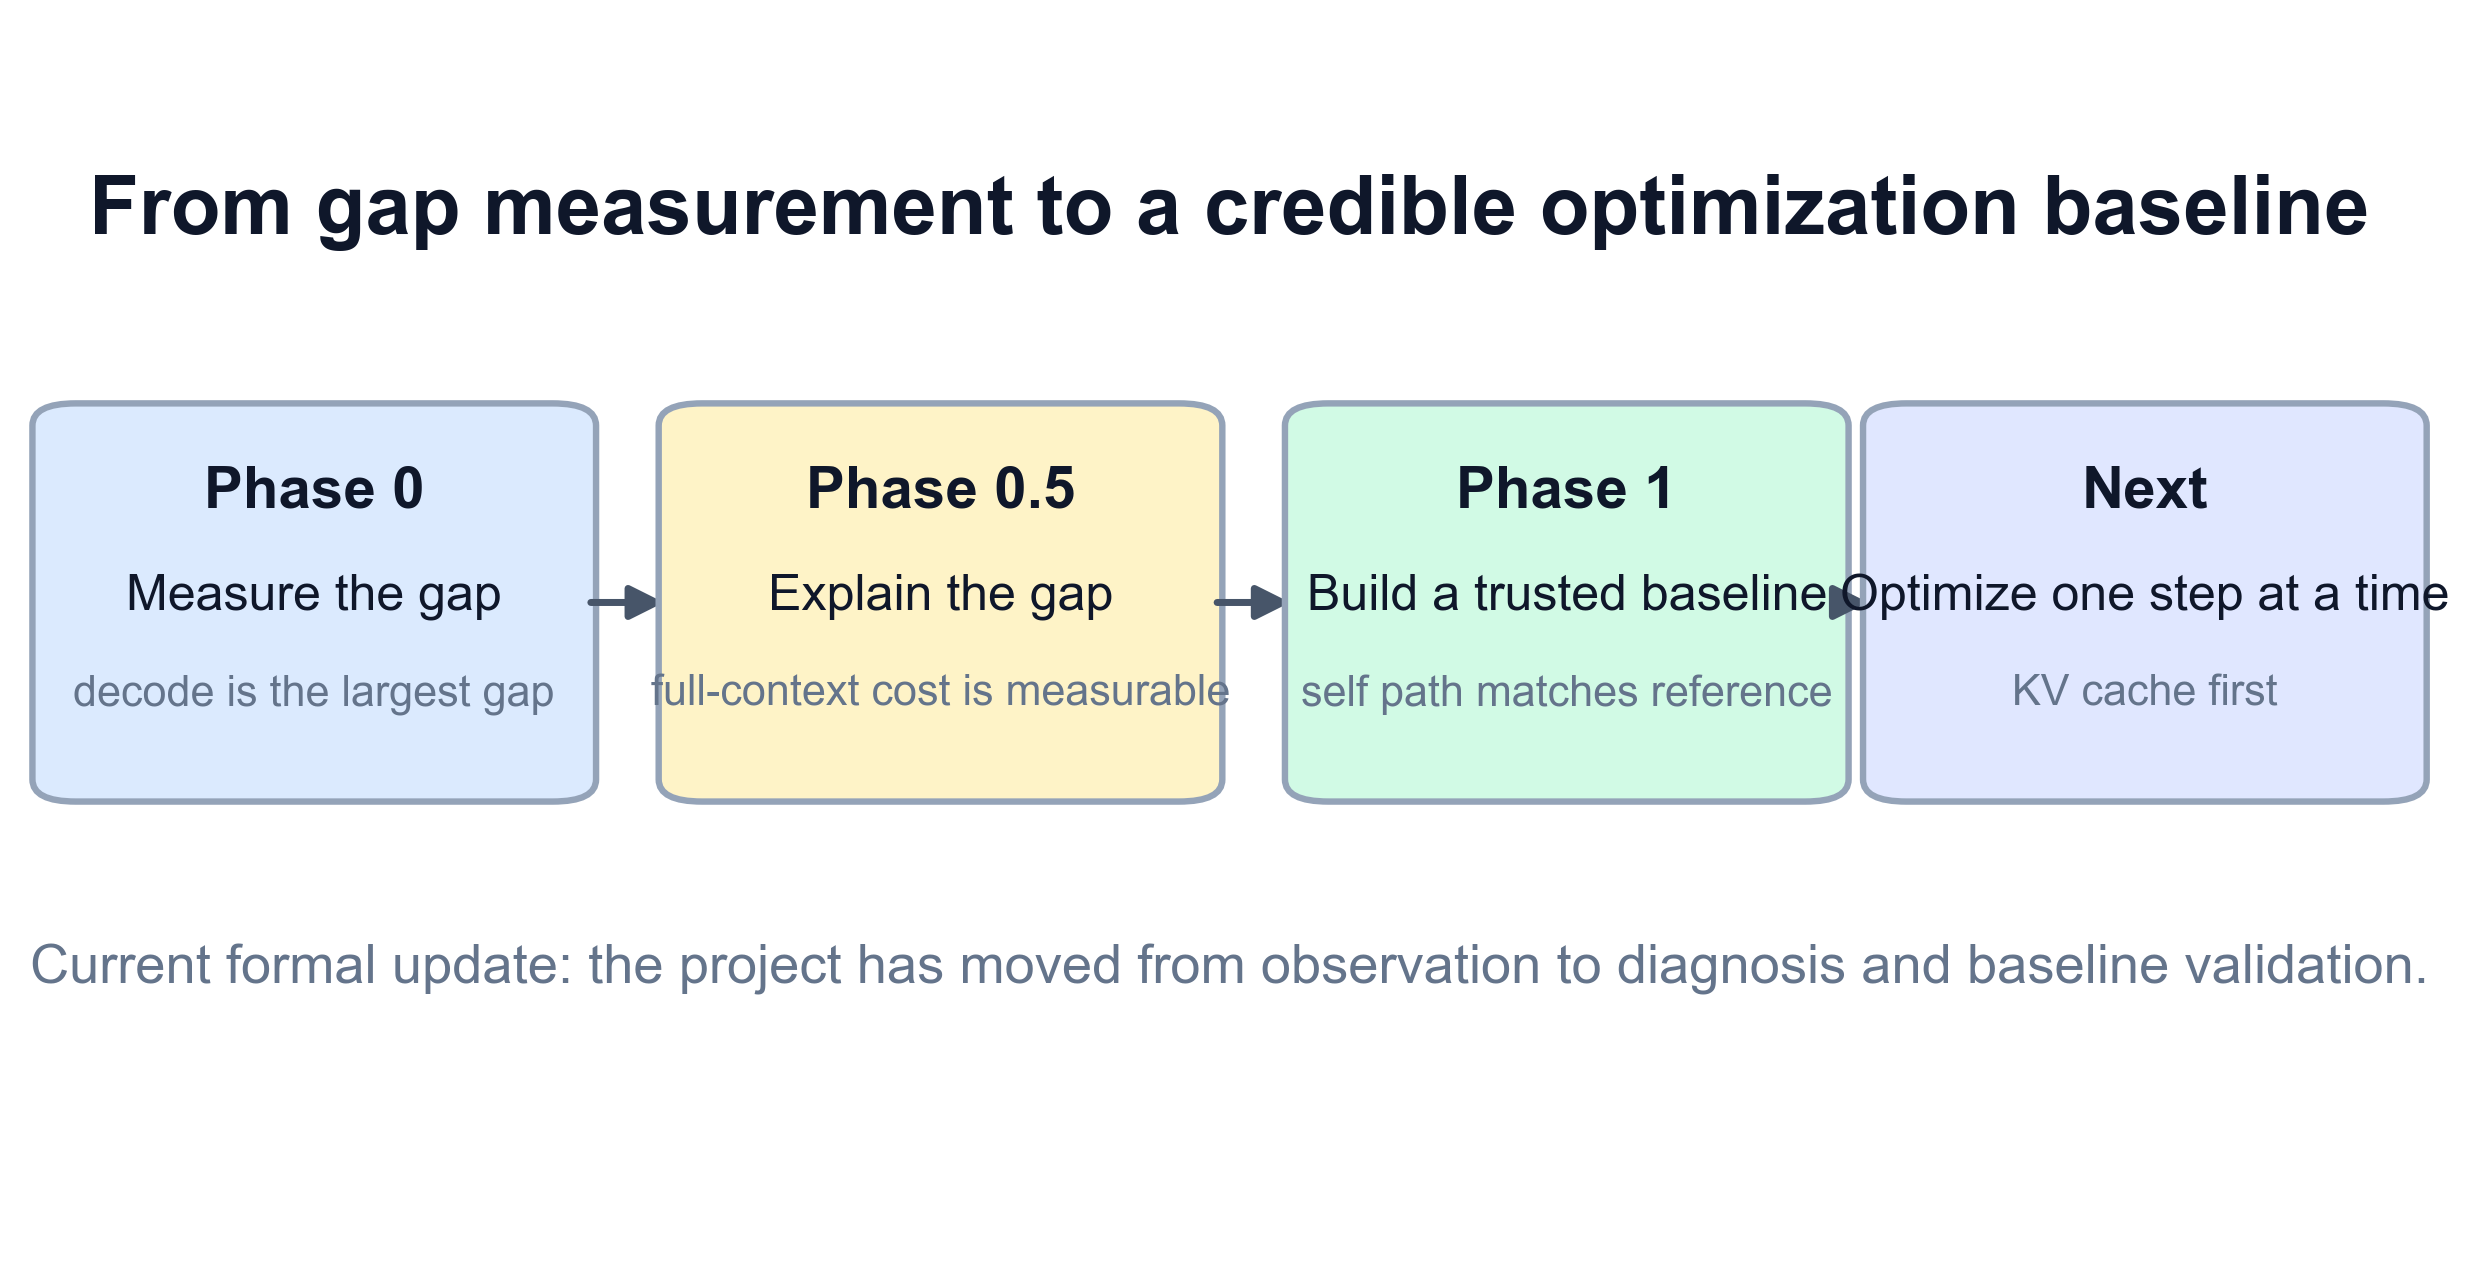 From gap measurement to a credible optimization baseline
Phase 0
Measure the gap
decode is the largest gap
Phase 0.5
Explain the gap
full-context cost is measurable
Phase 1
Build a trusted baseline
self path matches reference
Next
Optimize one step at a time
KV cache first
Current formal update: the project has moved from observation to diagnosis and baseline validation.